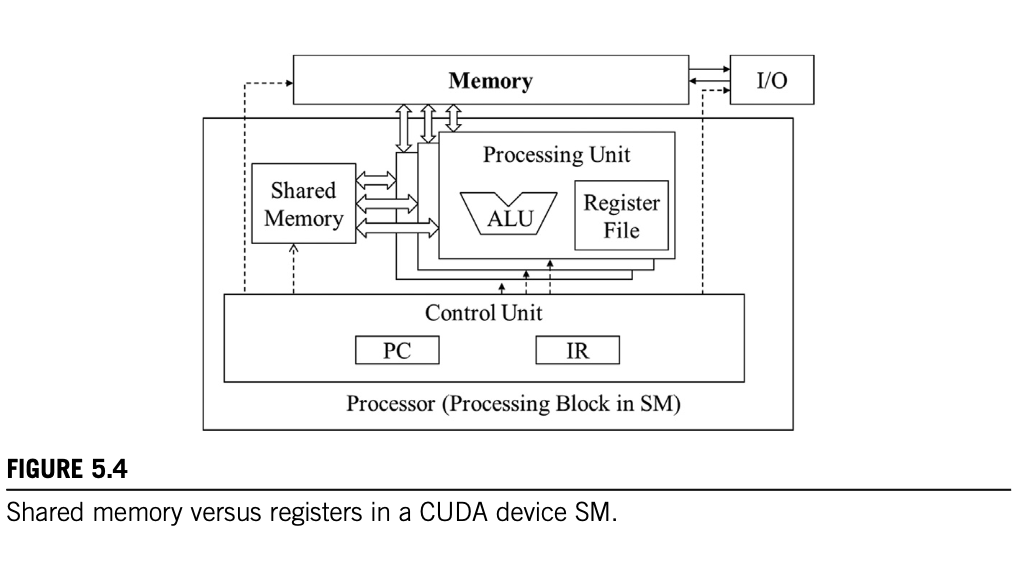 Memory
I/O
Processing Unit
Shared
Memory
ALU
Register
File
Control Unit
PC
IR
Processor (Processing Block in SM)
FIGURE 5.4
Shared memory versus registers in a CUDA device SM.